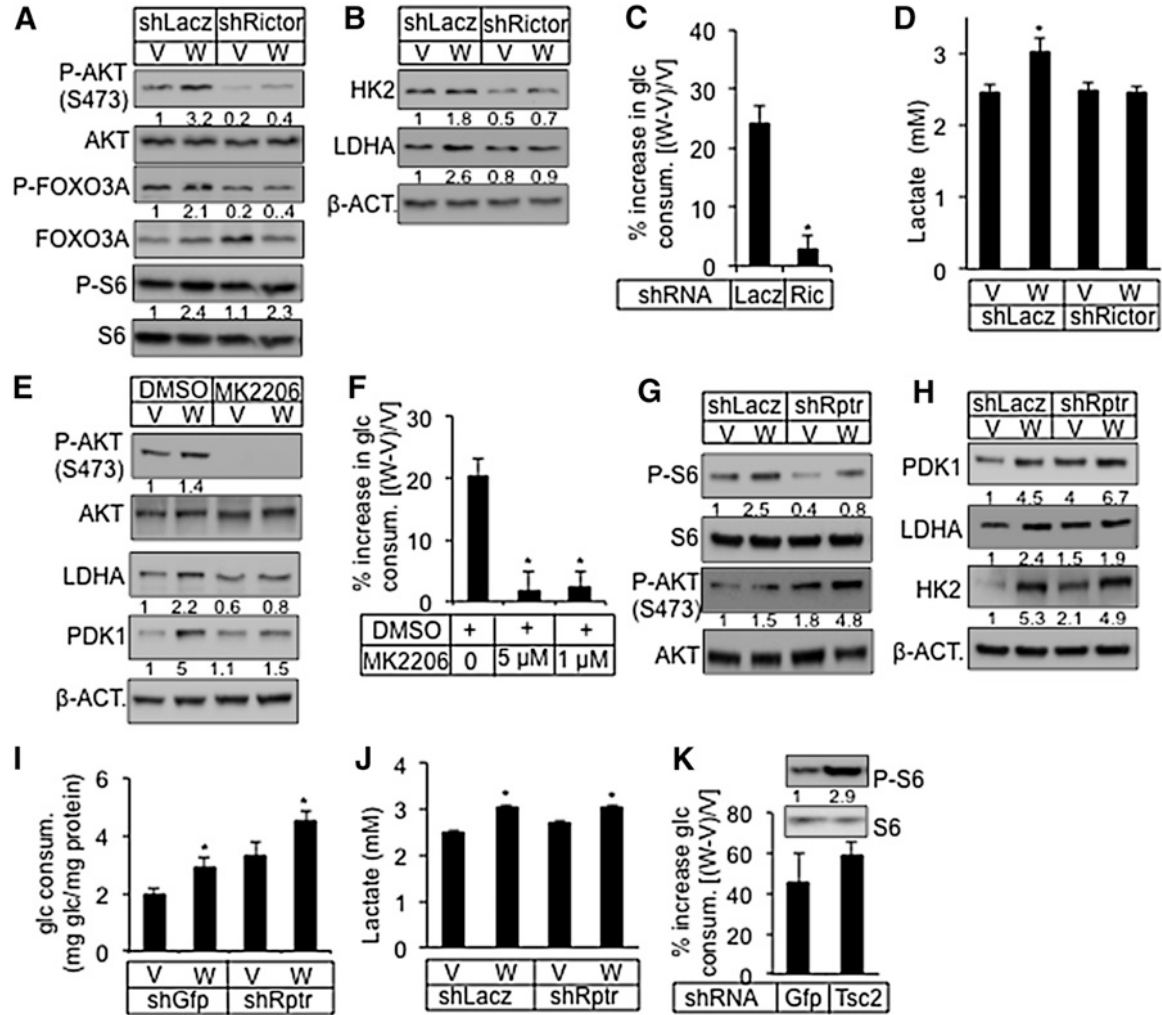 A
shLacz shRictor
V W V W
P-AKT
(S473)
1 3.2 0.2 0.4
AKT
P-FOXO3A
1 2.1 0.2 0..4
FOXO3A
P-S6
1 2.4 1.1 2.3
S6
B
shLacz shRictor
V W V W
HK2
1 1.8 0.5 0.7
LDHA
1 2.6 0.8 0.9
β-ACT.
C
% increase in glc
consum. [(W-V)/V]
40
30
20
10
0
*
shRNA Lacz Ric
D
Lactate (mM)
3
2
1
0
*
V W V W
shLacz shRictor
E
DMSO MK2206
V W V W
P-AKT
(S473)
1 1.4
AKT
LDHA
1 2.2 0.6 0.8
PDK1
1 5 1.1 1.5
β-ACT.
F
% increase in glc
consum. [(W-V)/V]
30
20
10
0
* *
DMSO + + +
MK2206 0 5 µM 1 µM
G
shLacz shRptr
V W V W
P-S6
1 2.5 0.4 0.8
S6
P-AKT
(S473)
1 1.5 1.8 4.8
AKT
H
shLacz shRptr
V W V W
PDK1
1 4.5 4 6.7
LDHA
1 2.4 1.5 1.9
HK2
1 5.3 2.1 4.9
β-ACT.
I
glc consum.
(mg glc/mg protein)
6
4
2
0
* *
V W V W
shGfp shRptr
J
Lactate (mM)
4
3
2
1
0
* *
V W V W
shLacz shRptr
K
P-S6
1 2.9
S6
% increase glc
consum. [(W-V)/V]
80
60
40
20
0
shRNA Gfp Tsc2